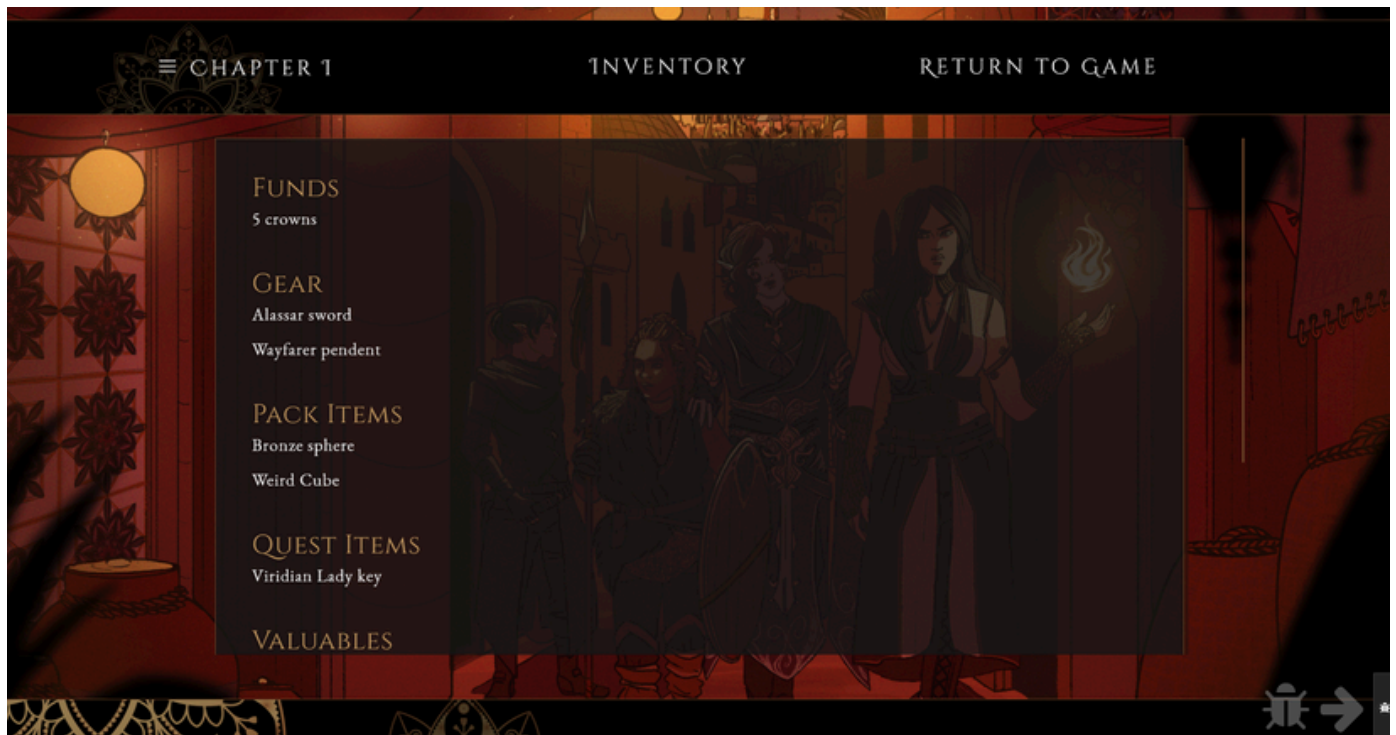 CHAPTER I
INVENTORY
RETURN TO GAME
FUNDS
5 crowns
GEAR
Alassar sword
Wayfarer pendent
PACK ITEMS
Bronze sphere
Weird Cube
QUEST ITEMS
Viridian Lady key
VALUABLES